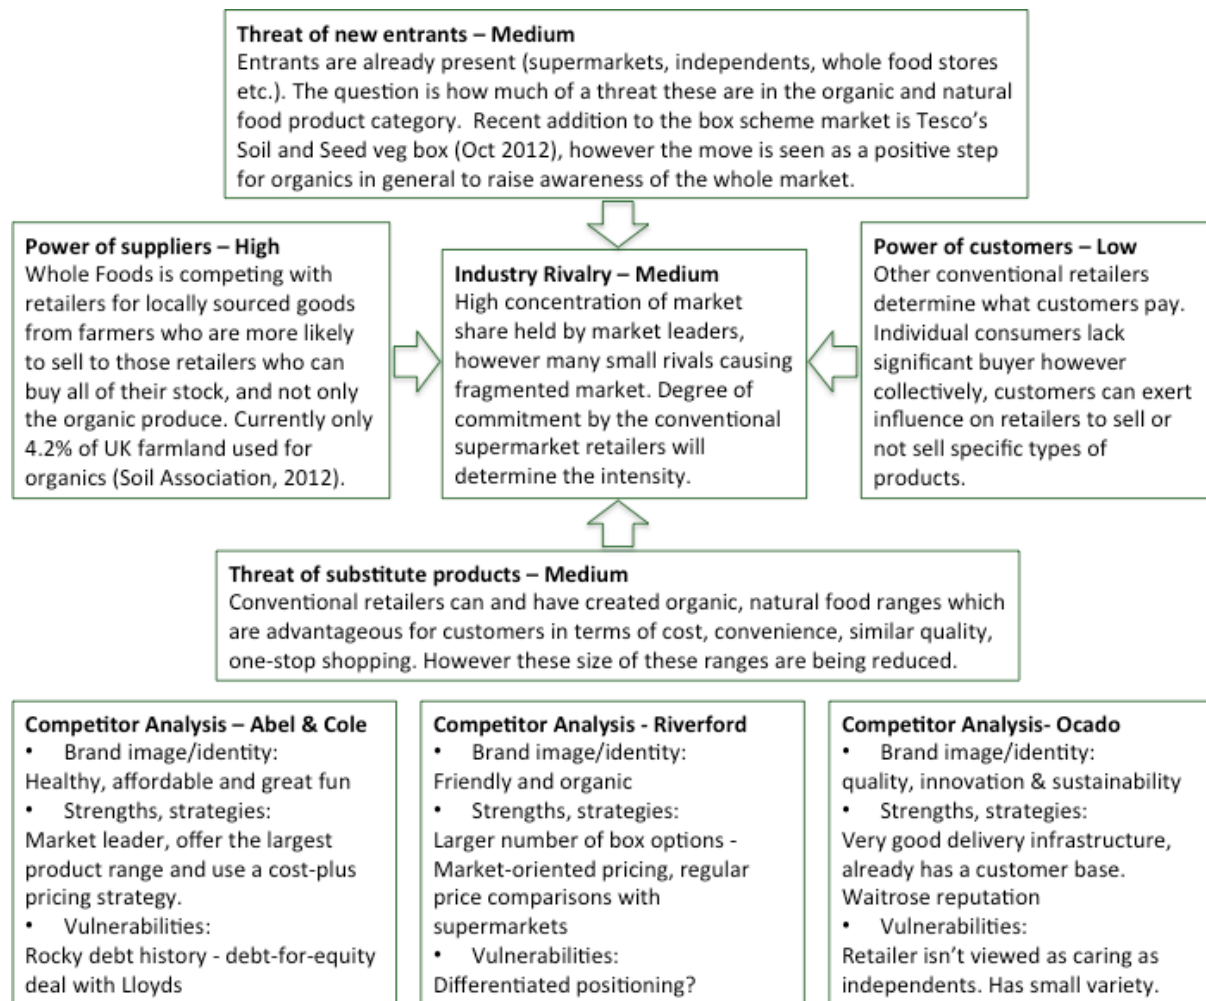 Threat of new entrants – Medium
Entrants are already present (supermarkets, independents, whole food stores
etc.). The question is how much of a threat these are in the organic and natural
food product category.  Recent addition to the box scheme market is Tesco's
Soil and Seed veg box (Oct 2012), however the move is seen as a positive step
for organics in general to raise awareness of the whole market.
Power of suppliers – High
Whole Foods is competing with
retailers for locally sourced goods
from farmers who are more likely
to sell to those retailers who can
buy all of their stock, and not only
the organic produce. Currently only
4.2% of UK farmland used for
organics (Soil Association, 2012).
Industry Rivalry – Medium
High concentration of market
share held by market leaders,
however many small rivals causing
fragmented market. Degree of
commitment by the conventional
supermarket retailers will
determine the intensity.
Power of customers – Low
Other conventional retailers
determine what customers pay.
Individual consumers lack
significant buyer however
collectively, customers can exert
influence on retailers to sell or
not sell specific types of
products.
Threat of substitute products – Medium
Conventional retailers can and have created organic, natural food ranges which
are advantageous for customers in terms of cost, convenience, similar quality,
one-stop shopping. However these size of these ranges are being reduced.
Competitor Analysis – Abel & Cole
• Brand image/identity:
Healthy, affordable and great fun
• Strengths, strategies:
Market leader, offer the largest
product range and use a cost-plus
pricing strategy.
• Vulnerabilities:
Rocky debt history - debt-for-equity
deal with Lloyds
Competitor Analysis - Riverford
• Brand image/identity:
Friendly and organic
• Strengths, strategies:
Larger number of box options -
Market-oriented pricing, regular
price comparisons with
supermarkets
• Vulnerabilities:
Differentiated positioning?
Competitor Analysis- Ocado
• Brand image/identity:
quality, innovation & sustainability
• Strengths, strategies:
Very good delivery infrastructure,
already has a customer base.
Waitrose reputation
• Vulnerabilities:
Retailer isn't viewed as caring as
independents. Has small variety.